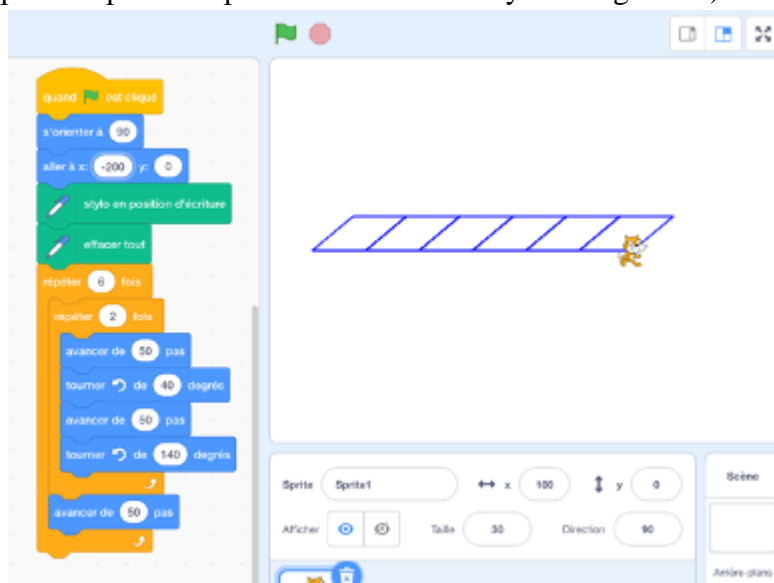 quand est cliqué
s'orienter à 90
aller à x: -200 y: 0
stylo en position d'écriture
effacer tout
répéter 6 fois
répéter 2 fois
avancer de 50 pas
tourner de 40 degrés
avancer de 50 pas
tourner de 140 degrés
avancer de 50 pas
Sprite Sprite1 x 100 y 0
Afficher Taille 30 Direction 90
Scène
Arrière-plans